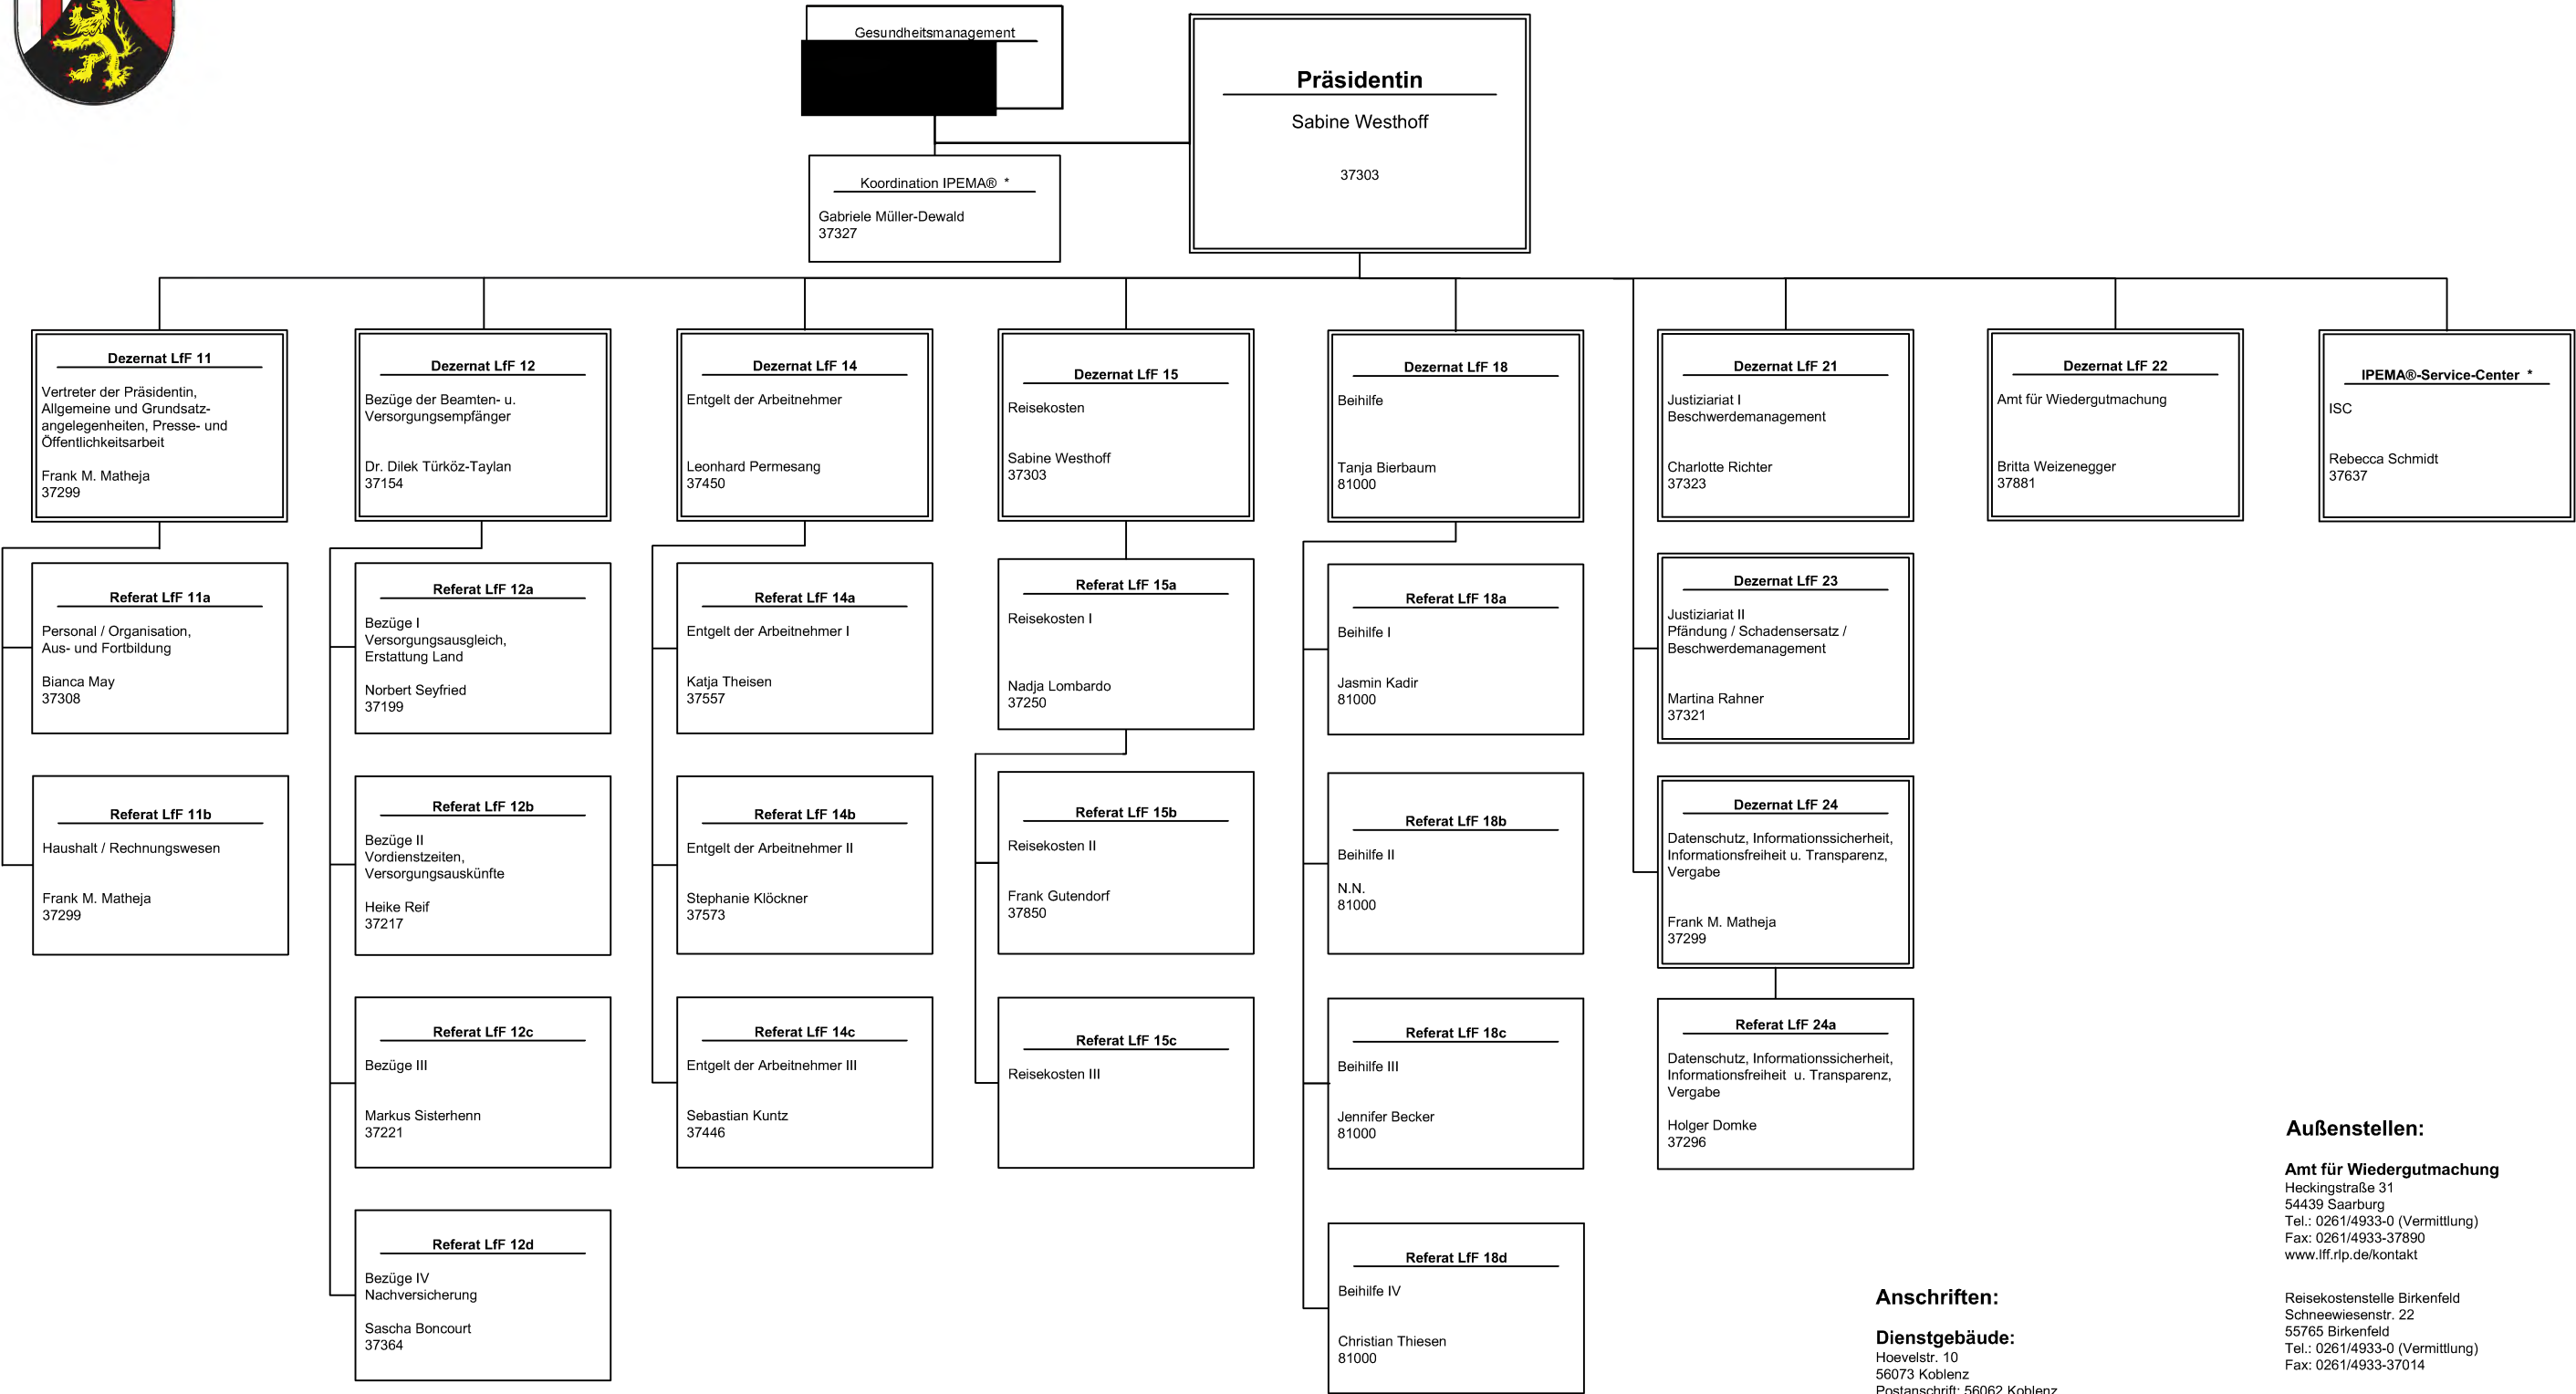 Gesundheitsmanagement
Präsidentin
Sabine Westhoff
37303
Koordination IPEMA® *
Gabriele Müller-Dewald
37327
Dezernat LfF 11
Vertreter der Präsidentin,
Allgemeine und Grundsatz-
angelegenheiten, Presse- und
Öffentlichkeitsarbeit
Frank M. Matheja
37299
Dezernat LfF 12
Bezüge der Beamten- u.
Versorgungsempfänger
Dr. Dilek Türköz-Taylan
37154
Dezernat LfF 14
Entgelt der Arbeitnehmer
Leonhard Permesang
37450
Dezernat LfF 15
Reisekosten
Sabine Westhoff
37303
Dezernat LfF 18
Beihilfe
Tanja Bierbaum
81000
Dezernat LfF 21
Justiziariat I
Beschwerdemanagement
Charlotte Richter
37323
Dezernat LfF 22
Amt für Wiedergutmachung
Britta Weizenegger
37881
IPEMA®-Service-Center *
ISC
Rebecca Schmidt
37637
Referat LfF 11a
Personal / Organisation,
Aus- und Fortbildung
Bianca May
37308
Referat LfF 12a
Bezüge I
Versorgungsausgleich,
Erstattung Land
Norbert Seyfried
37199
Referat LfF 14a
Entgelt der Arbeitnehmer I
Katja Theisen
37557
Referat LfF 15a
Reisekosten I
Nadja Lombardo
37250
Referat LfF 18a
Beihilfe I
Jasmin Kadir
81000
Dezernat LfF 23
Justiziariat II
Pfändung / Schadensersatz /
Beschwerdemanagement
Martina Rahner
37321
Referat LfF 11b
Haushalt / Rechnungswesen
Frank M. Matheja
37299
Referat LfF 12b
Bezüge II
Vordienstzeiten,
Versorgungsauskünfte
Heike Reif
37217
Referat LfF 14b
Entgelt der Arbeitnehmer II
Stephanie Klöckner
37573
Referat LfF 15b
Reisekosten II
Frank Gutendorf
37850
Referat LfF 18b
Beihilfe II
N.N.
81000
Dezernat LfF 24
Datenschutz, Informationssicherheit,
Informationsfreiheit u. Transparenz,
Vergabe
Frank M. Matheja
37299
Referat LfF 12c
Bezüge III
Markus Sisterhenn
37221
Referat LfF 14c
Entgelt der Arbeitnehmer III
Sebastian Kuntz
37446
Referat LfF 15c
Reisekosten III
Referat LfF 18c
Beihilfe III
Jennifer Becker
81000
Referat LfF 24a
Datenschutz, Informationssicherheit,
Informationsfreiheit u. Transparenz,
Vergabe
Holger Domke
37296
Referat LfF 12d
Bezüge IV
Nachversicherung
Sascha Boncourt
37364
Referat LfF 18d
Beihilfe IV
Christian Thiesen
81000
Anschriften:
Dienstgebäude:
Hoevelstr. 10
56073 Koblenz
Postanschrift: 56062 Koblenz
Außenstellen:
Amt für Wiedergutmachung
Heckingstraße 31
54439 Saarburg
Tel.: 0261/4933-0 (Vermittlung)
Fax: 0261/4933-37890
www.lff.rlp.de/kontakt
Reisekostenstelle Birkenfeld
Schneewiesenstr. 22
55765 Birkenfeld
Tel.: 0261/4933-0 (Vermittlung)
Fax: 0261/4933-37014